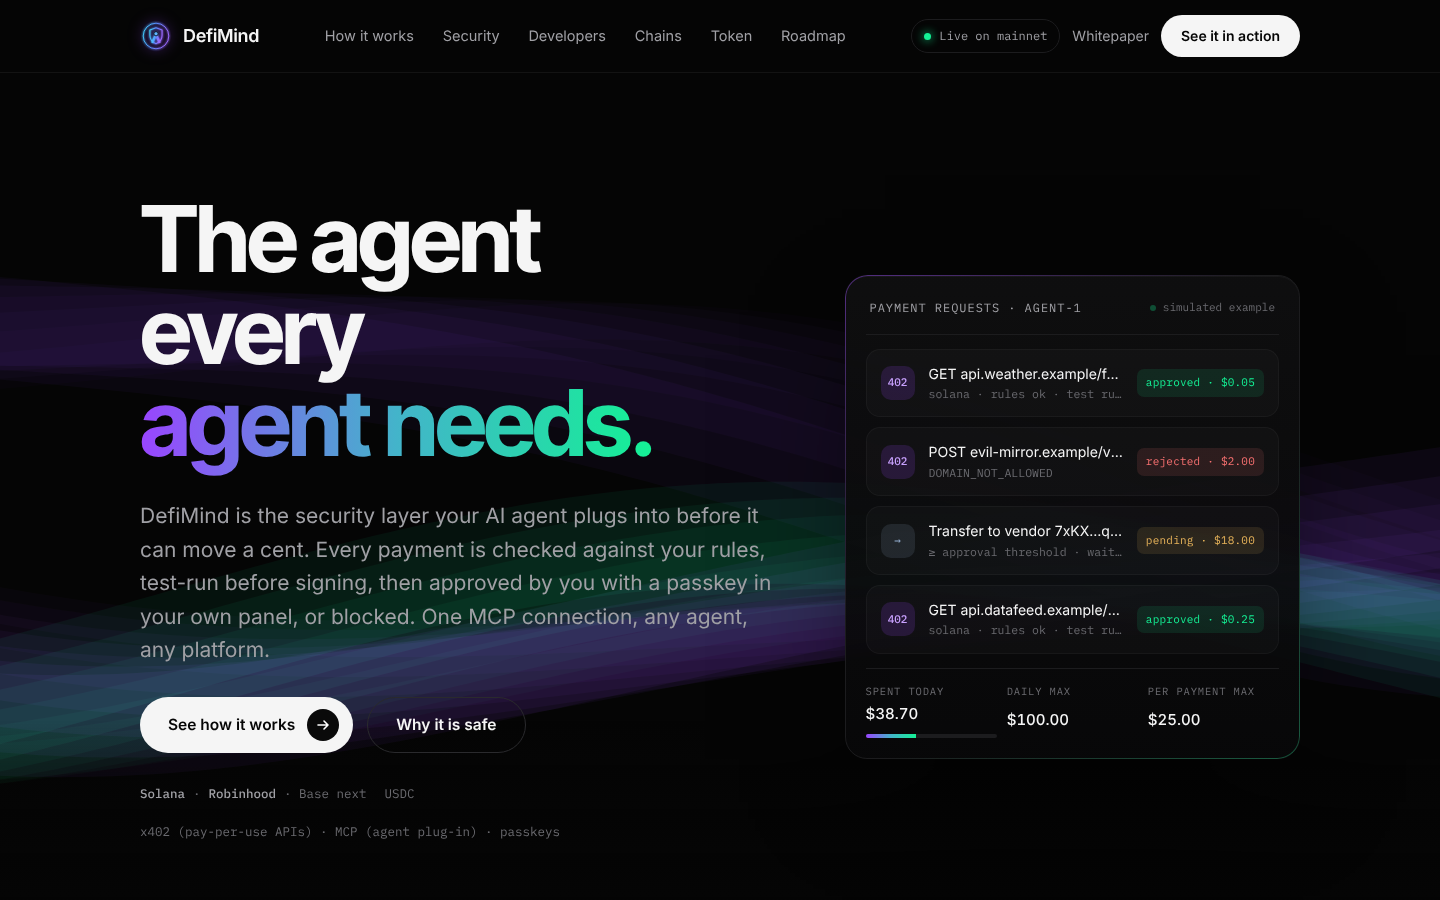 DefiMind
How it works
Security
Developers
Chains
Token
Roadmap
Live on mainnet
Whitepaper
See it in action
The agent
every
agent needs.
DefiMind is the security layer your AI agent plugs into before it
can move a cent. Every payment is checked against your rules,
test-run before signing, then approved by you with a passkey in
your own panel, or blocked. One MCP connection, any agent,
any platform.
See how it works →
Why it is safe
Solana · Robinhood · Base next USDC
x402 (pay-per-use APIs) · MCP (agent plug-in) · passkeys
PAYMENT REQUESTS · AGENT-1
simulated example
402
GET api.weather.example/f...
solana · rules ok · test ru...
approved · $0.05
402
POST evil-mirror.example/v...
DOMAIN_NOT_ALLOWED
rejected · $2.00
→
Transfer to vendor 7xKX...q...
≥ approval threshold · wait...
pending · $18.00
402
GET api.datafeed.example/...
solana · rules ok · test ru...
approved · $0.25
SPENT TODAY
$38.70
DAILY MAX
$100.00
PER PAYMENT MAX
$25.00